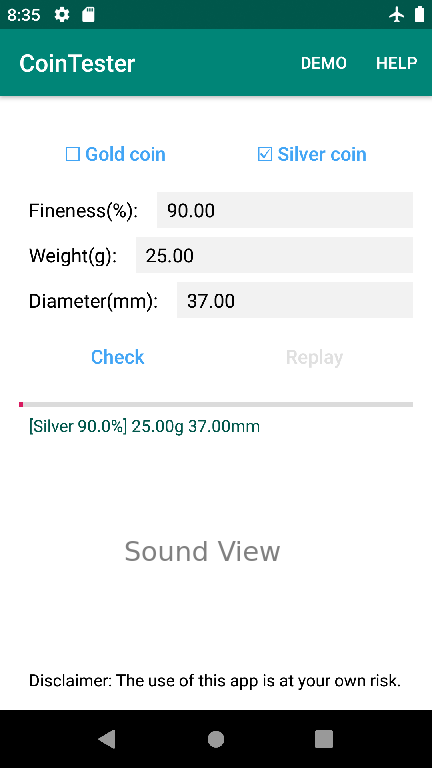 8:35
CoinTester DEMO HELP
Gold coin Silver coin
Fineness(%): 90.00
Weight(g): 25.00
Diameter(mm): 37.00
Check Replay
[Silver 90.0%] 25.00g 37.00mm
Sound View
Disclaimer: The use of this app is at your own risk.